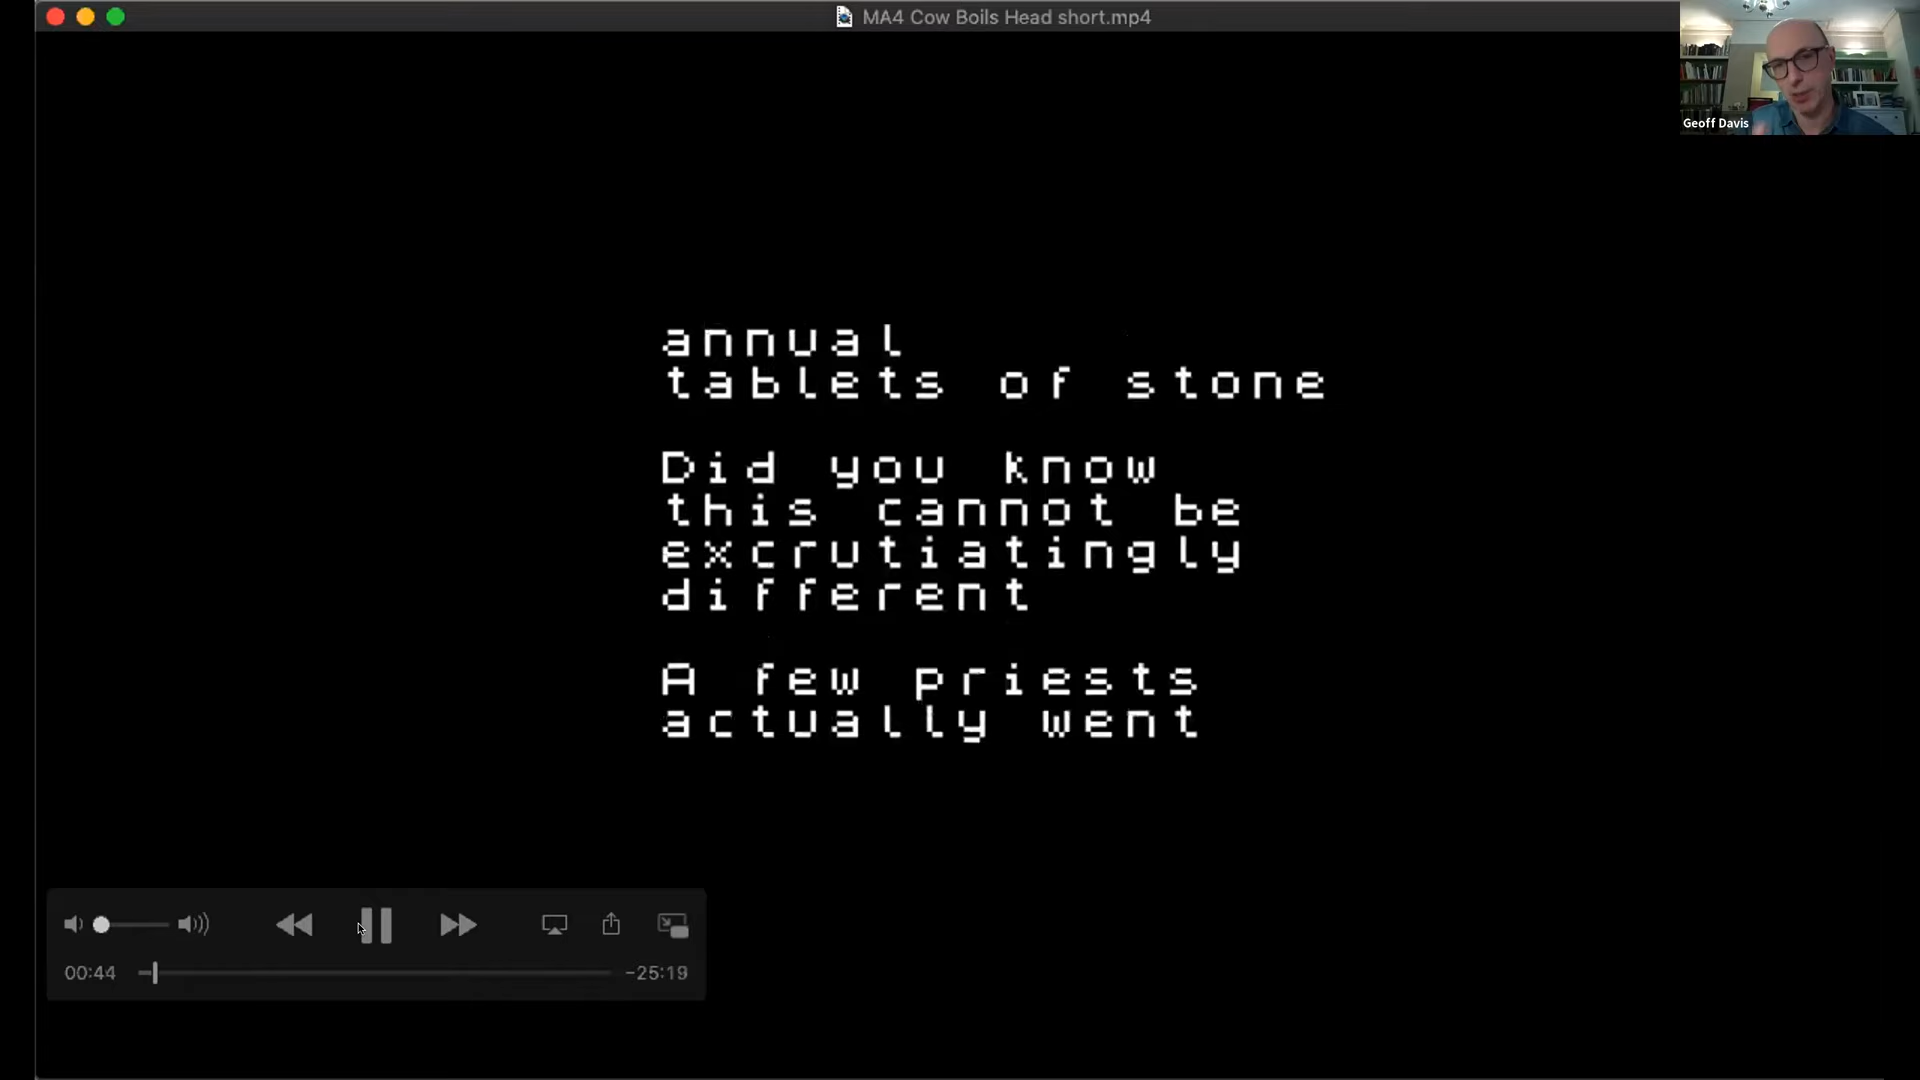 MA4 Cow Boils Head short.mp4
Geoff Davis
annual
tablets of stone
Did you know
this cannot be
excrutiatingly
different
A few priests
actually went
00:44
-25:19